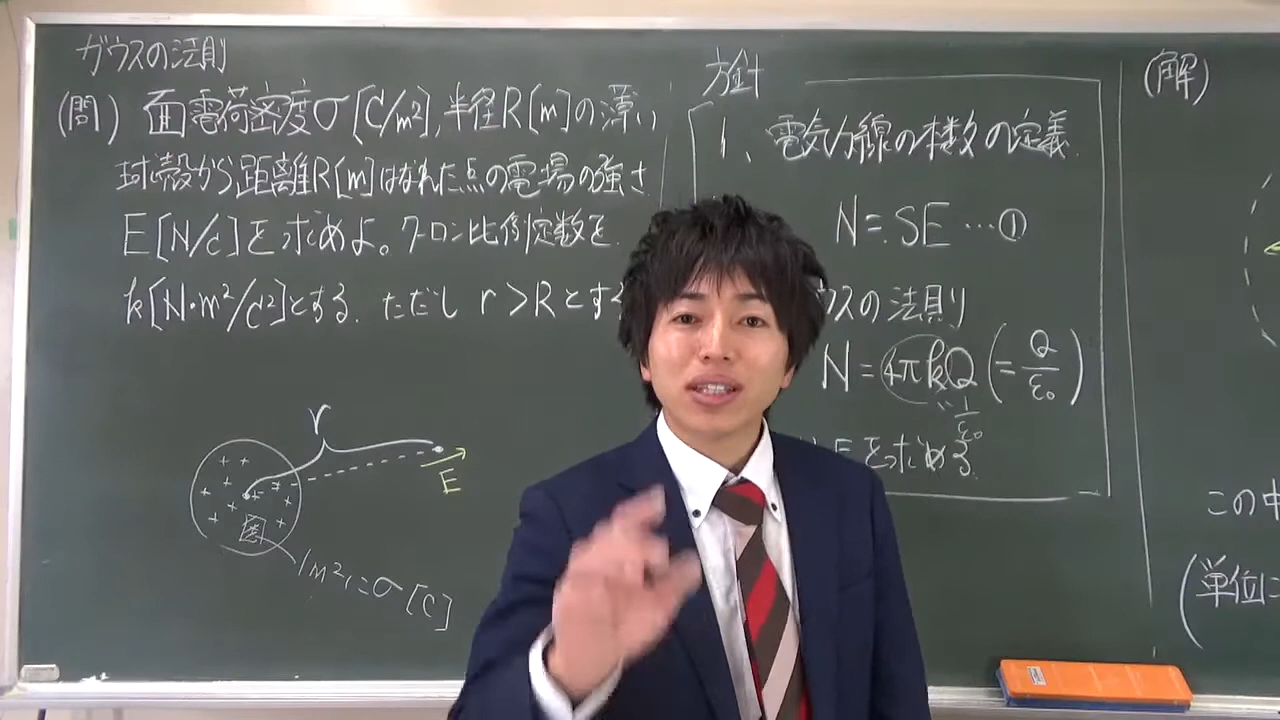 ガウスの法則
(問) 面電荷密度σ[C/m²],半径R[m]の薄い
球殻から距離R[m]はなれた点の電場の強さ
E[N/C]を求めよ。クーロン比例定数を
k[N・m²/C²]とする. ただし r>Rとす
r
E
1m²に=σ[C]
方針
1、電気力線の本数の定義
N=SE…①
ウスの法則
N=4πkQ(=Q/ε₀)
1/ε₀
Eを求める.
(解)
この中
(単位